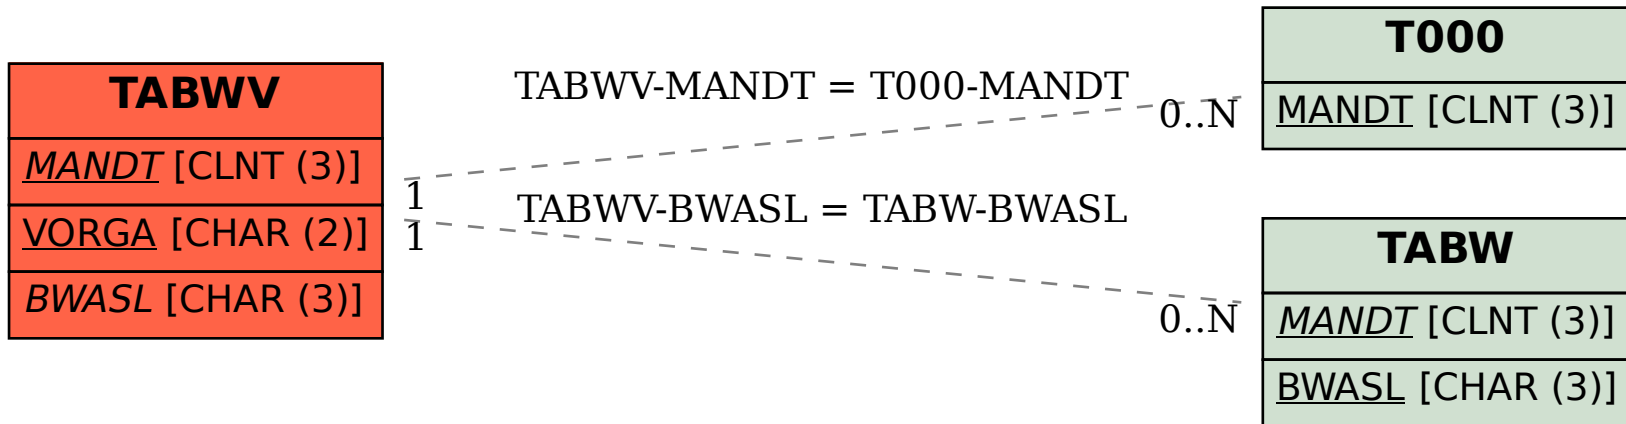 TABWV
MANDT [CLNT (3)]
VORGA [CHAR (2)]
BWASL [CHAR (3)]
TABWV-MANDT = T000-MANDT
0..N
1
TABWV-BWASL = TABW-BWASL
1
0..N
T000
MANDT [CLNT (3)]
TABW
MANDT [CLNT (3)]
BWASL [CHAR (3)]